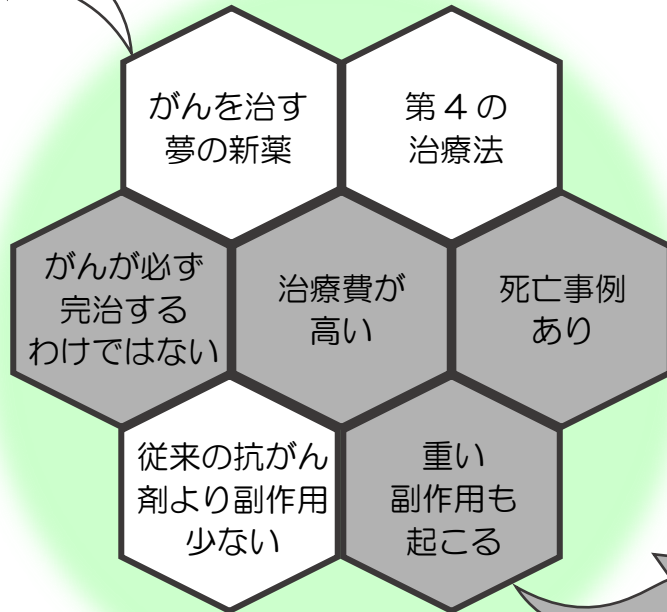 がんを治す
夢の新薬
第4の
治療法
がんが必ず
完治する
わけではない
治療費が
高い
死亡事例
あり
従来の抗がん
剤より副作用
少ない
重い
副作用も
起こる